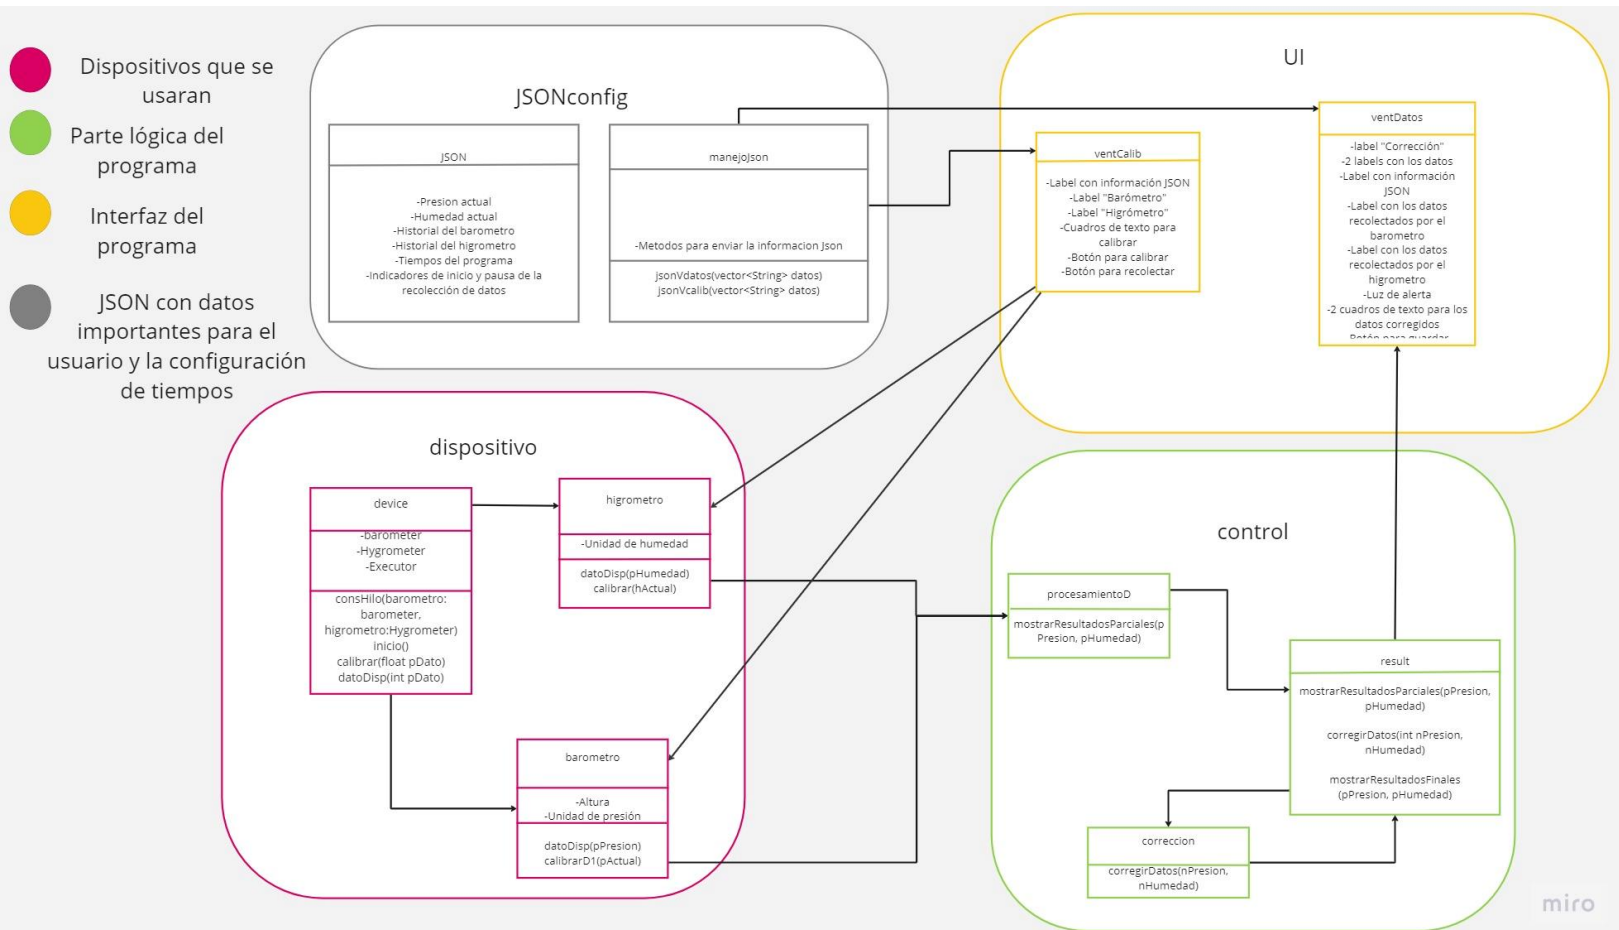 Dispositivos que se
usaran
Parte lógica del
programa
Interfaz del
programa
JSON con datos
importantes para el
usuario y la configuración
de tiempos
JSONconfig
JSON
-Presion actual
-Humedad actual
-Historial del barometro
-Historial del higrometro
-Tiempos del programa
-Indicadores de inicio y pausa de la
recolección de datos
manejoJson
-Metodos para enviar la informacion Json
jsonVdatos(vector<String> datos)
jsonVcalib(vector<String> datos)
UI
ventCalib
-Label con información JSON
-Label "Barómetro"
-Label "Higrómetro"
-Cuadros de texto para
calibrar
-Botón para calibrar
-Botón para recolectar
ventDatos
-label "Corrección"
-2 labels con los datos
-Label con información
JSON
-Label con los datos
recolectados por el
barometro
-Label con los datos
recolectados por el
higrometro
-Luz de alerta
-2 cuadros de texto para los
datos corregidos
Botón para guardar
dispositivo
device
-barometer
-Hygrometer
-Executor
consHilo(barometro:
barometer,
higrometro:Hygrometer)
inicio()
calibrar(float pDato)
datoDisp(int pDato)
higrometro
-Unidad de humedad
datoDisp(pHumedad)
calibrar(hActual)
barometro
-Altura
-Unidad de presión
datoDisp(pPresion)
calibrarD1(pActual)
control
procesamientoD
mostrarResultadosParciales(p
Presion, pHumedad)
result
mostrarResultadosParciales(pPresion,
pHumedad)
corregirDatos(int nPresion,
nHumedad)
mostrarResultadosFinales
(pPresion, pHumedad)
correccion
corregirDatos(nPresion,
nHumedad)
miro